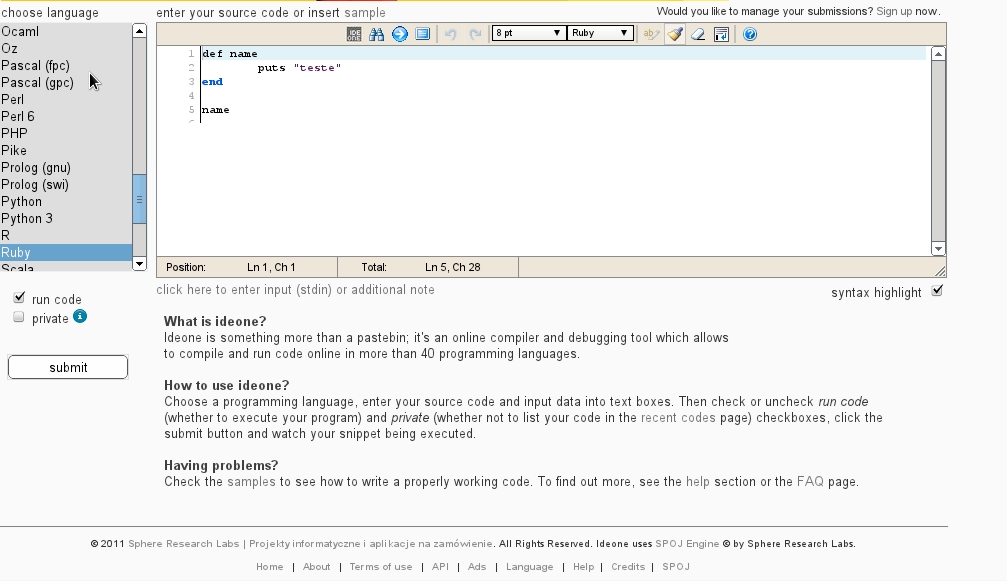 choose language
enter your source code or insert sample
Would you like to manage your submissions? Sign up now.
Ocaml
Oz
Pascal (fpc)
Pascal (gpc)
Perl
Perl 6
PHP
Pike
Prolog (gnu)
Prolog (swi)
Python
Python 3
R
Ruby
Scala
IDE ONE
8 pt
Ruby
1 def name
2 puts "teste"
3 end
4
5 name
Position: Ln 1, Ch 1 Total: Ln 5, Ch 28
click here to enter input (stdin) or additional note
syntax highlight
run code
private
submit
What is ideone?
Ideone is something more than a pastebin; it's an online compiler and debugging tool which allows
to compile and run code online in more than 40 programming languages.
How to use ideone?
Choose a programming language, enter your source code and input data into text boxes. Then check or uncheck run code
(whether to execute your program) and private (whether not to list your code in the recent codes page) checkboxes, click the
submit button and watch your snippet being executed.
Having problems?
Check the samples to see how to write a properly working code. To find out more, see the help section or the FAQ page.
© 2011 Sphere Research Labs | Projekty informatyczne i aplikacje na zamówienie. All Rights Reserved. Ideone uses SPOJ Engine © by Sphere Research Labs.
Home | About | Terms of use | API | Ads | Language | Help | Credits | SPOJ